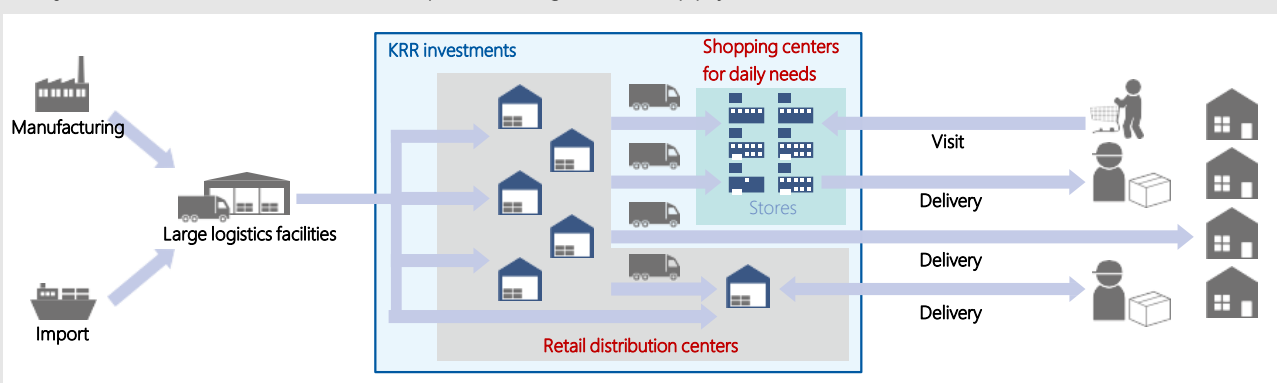 KRR investments
Shopping centers
for daily needs
Manufacturing
Visit
Delivery
Stores
Large logistics facilities
Delivery
Delivery
Import
Retail distribution centers